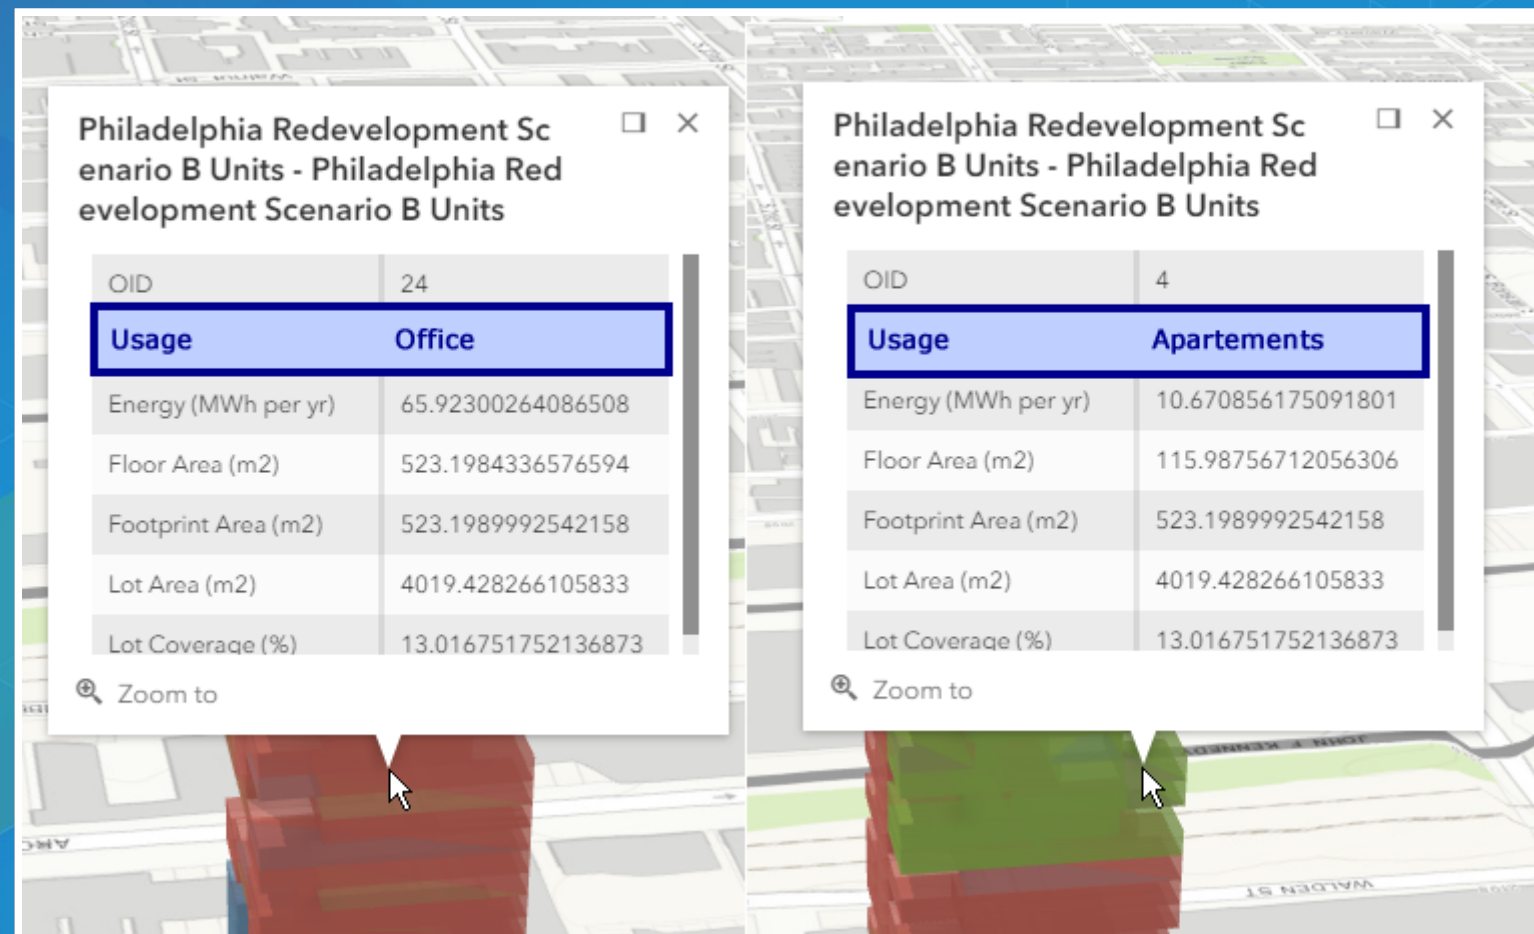 Philadelphia Redevelopment Sc
enario B Units - Philadelphia Red
evelopment Scenario B Units
OID 24
Usage Office
Energy (MWh per yr) 65.92300264086508
Floor Area (m2) 523.1984336576594
Footprint Area (m2) 523.1989992542158
Lot Area (m2) 4019.428266105833
Lot Coverage (%) 13.016751752136873
Zoom to
Philadelphia Redevelopment Sc
enario B Units - Philadelphia Red
evelopment Scenario B Units
OID 4
Usage Apartements
Energy (MWh per yr) 10.670856175091801
Floor Area (m2) 115.98756712056306
Footprint Area (m2) 523.1989992542158
Lot Area (m2) 4019.428266105833
Lot Coverage (%) 13.016751752136873
Zoom to
JOHN F KENNEDY
WALDEN ST